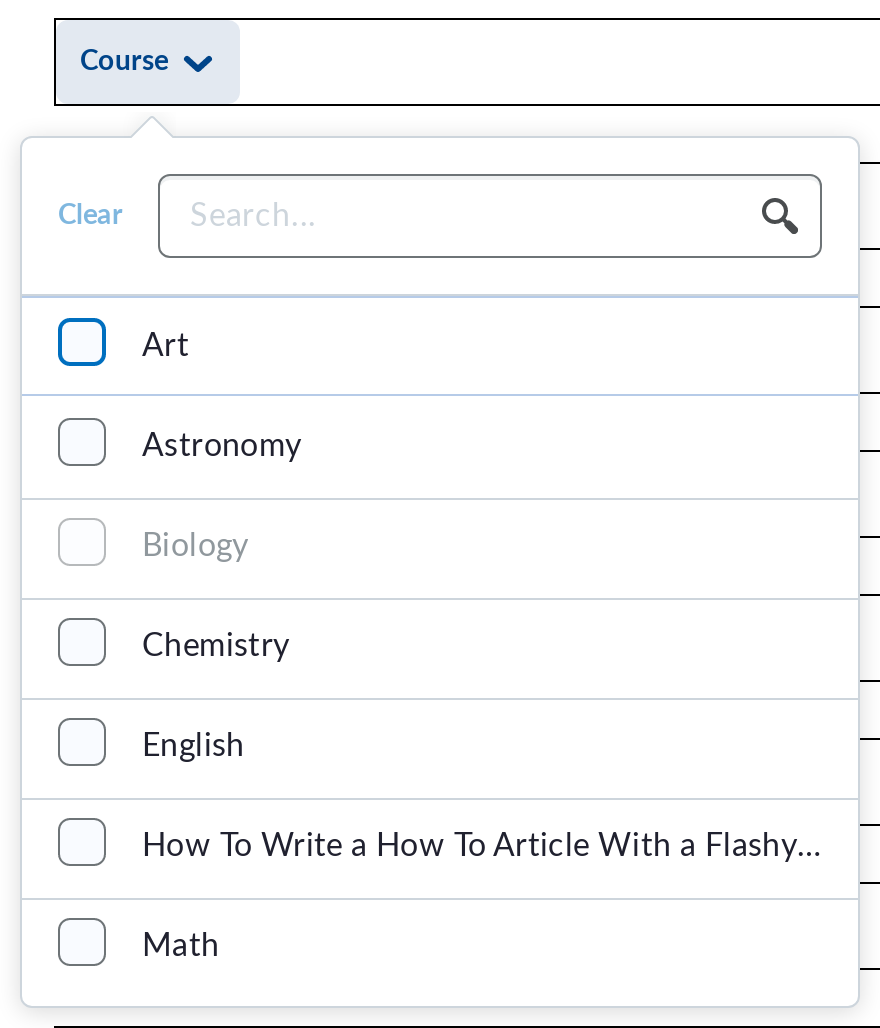 Course
Clear
Search...
Art
Astronomy
Biology
Chemistry
English
How To Write a How To Article With a Flashy...
Math